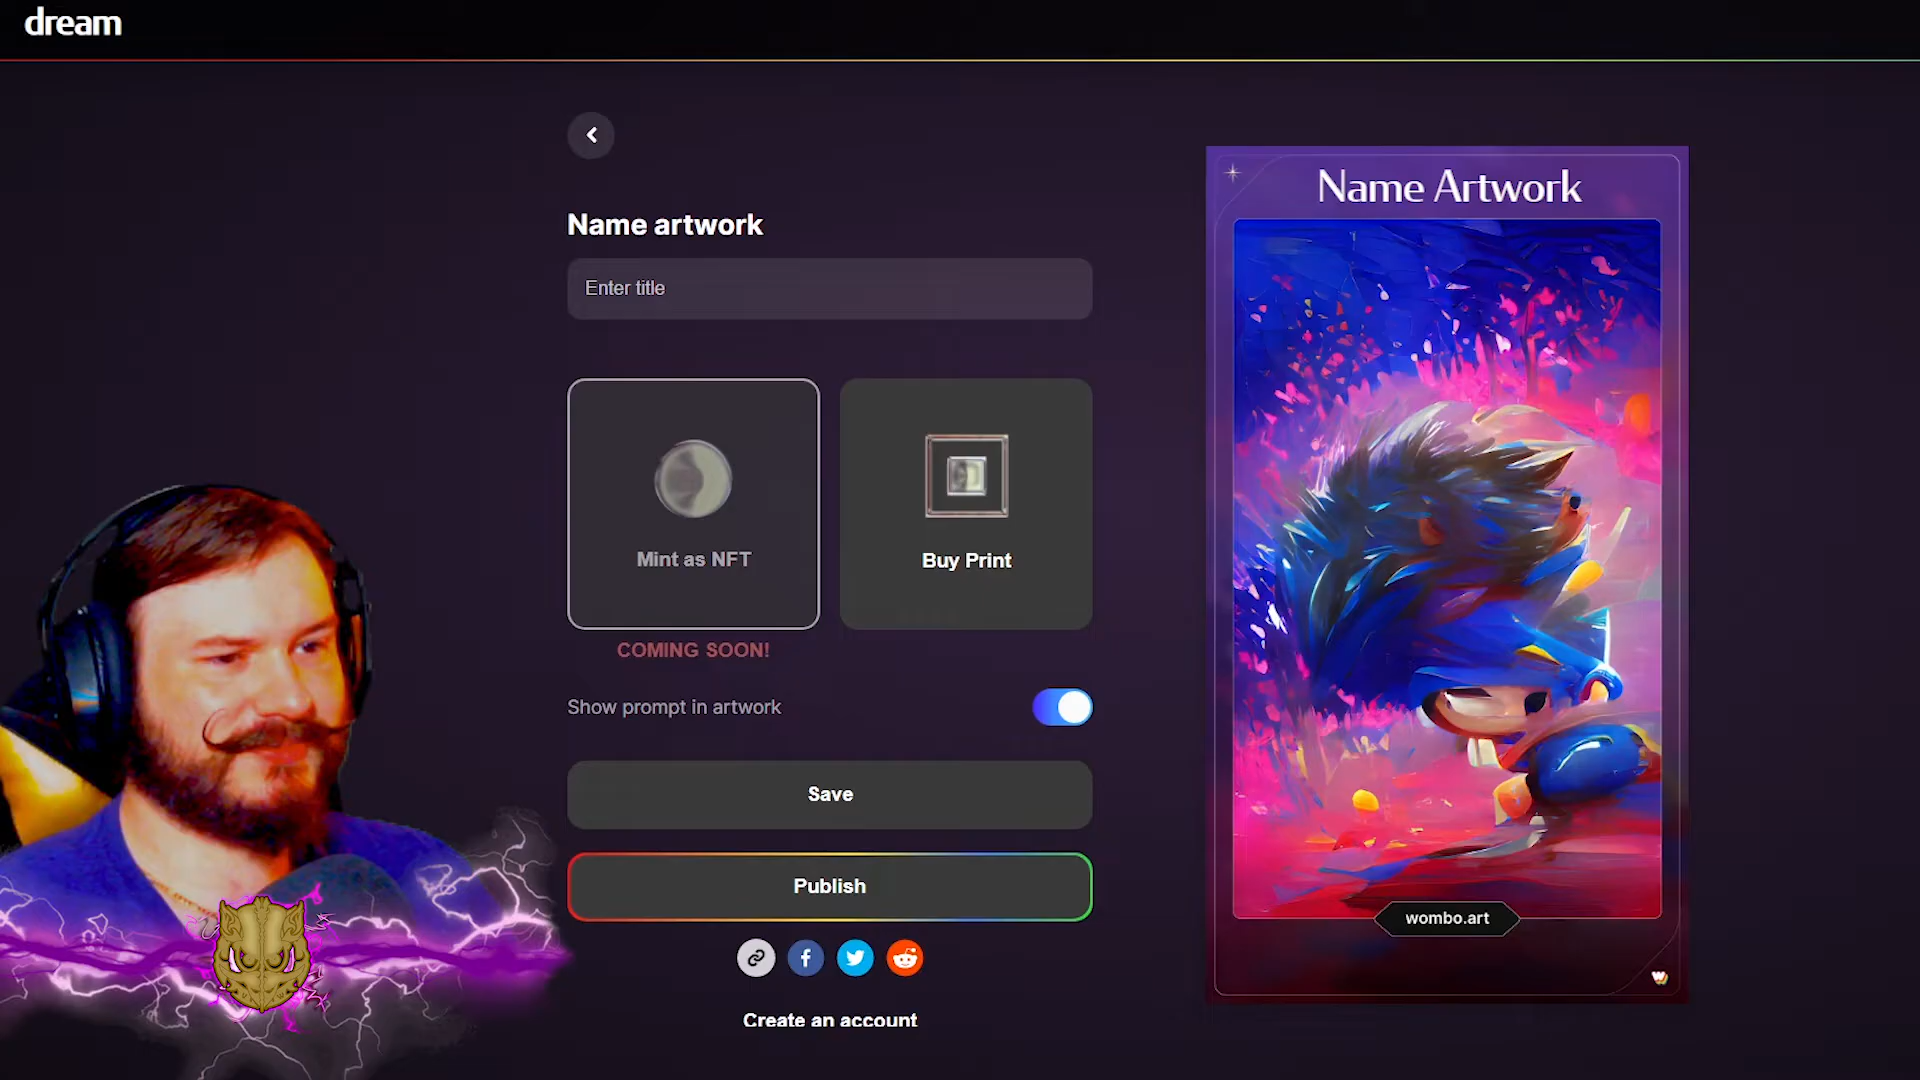 dream
Name artwork
Enter title
Mint as NFT
Buy Print
COMING SOON!
Show prompt in artwork
Save
Publish
Create an account
Name Artwork
wombo.art